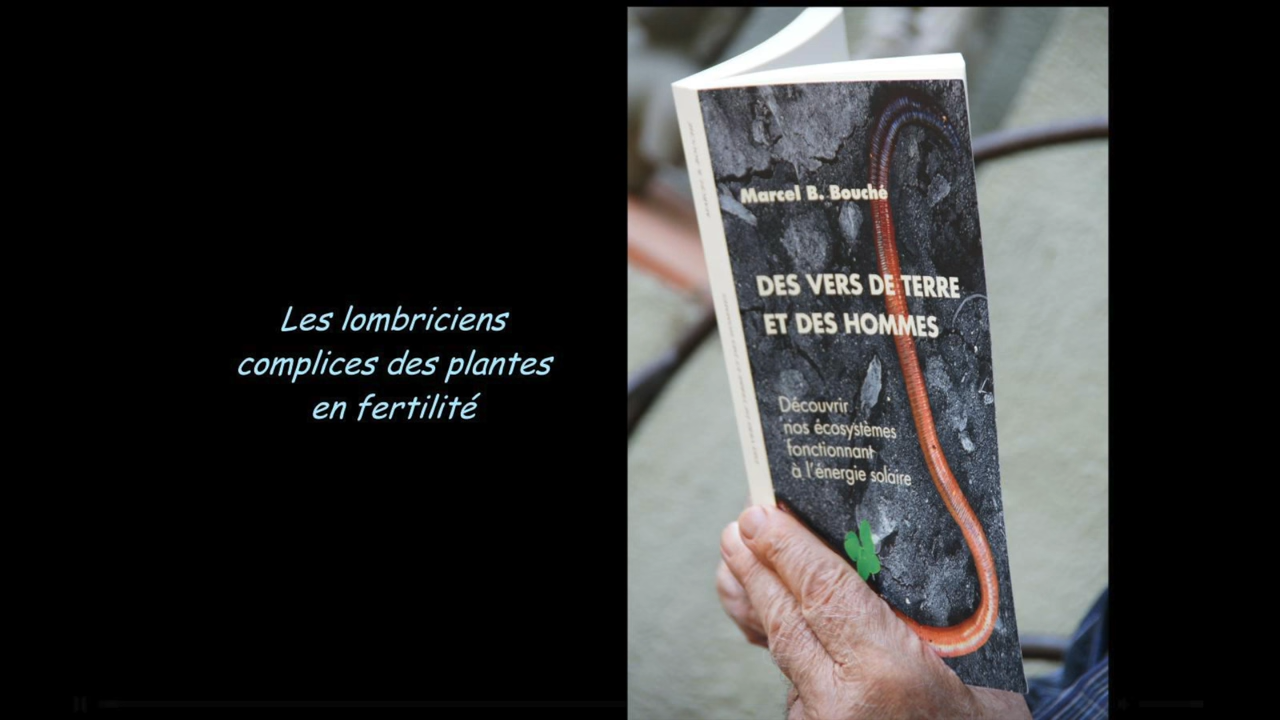 Les lombriciens
complices des plantes
en fertilité
Marcel B. Bouché
DES VERS DE TERRE
ET DES HOMMES
Découvrir
nos écosystèmes
fonctionnant
à l'énergie solaire